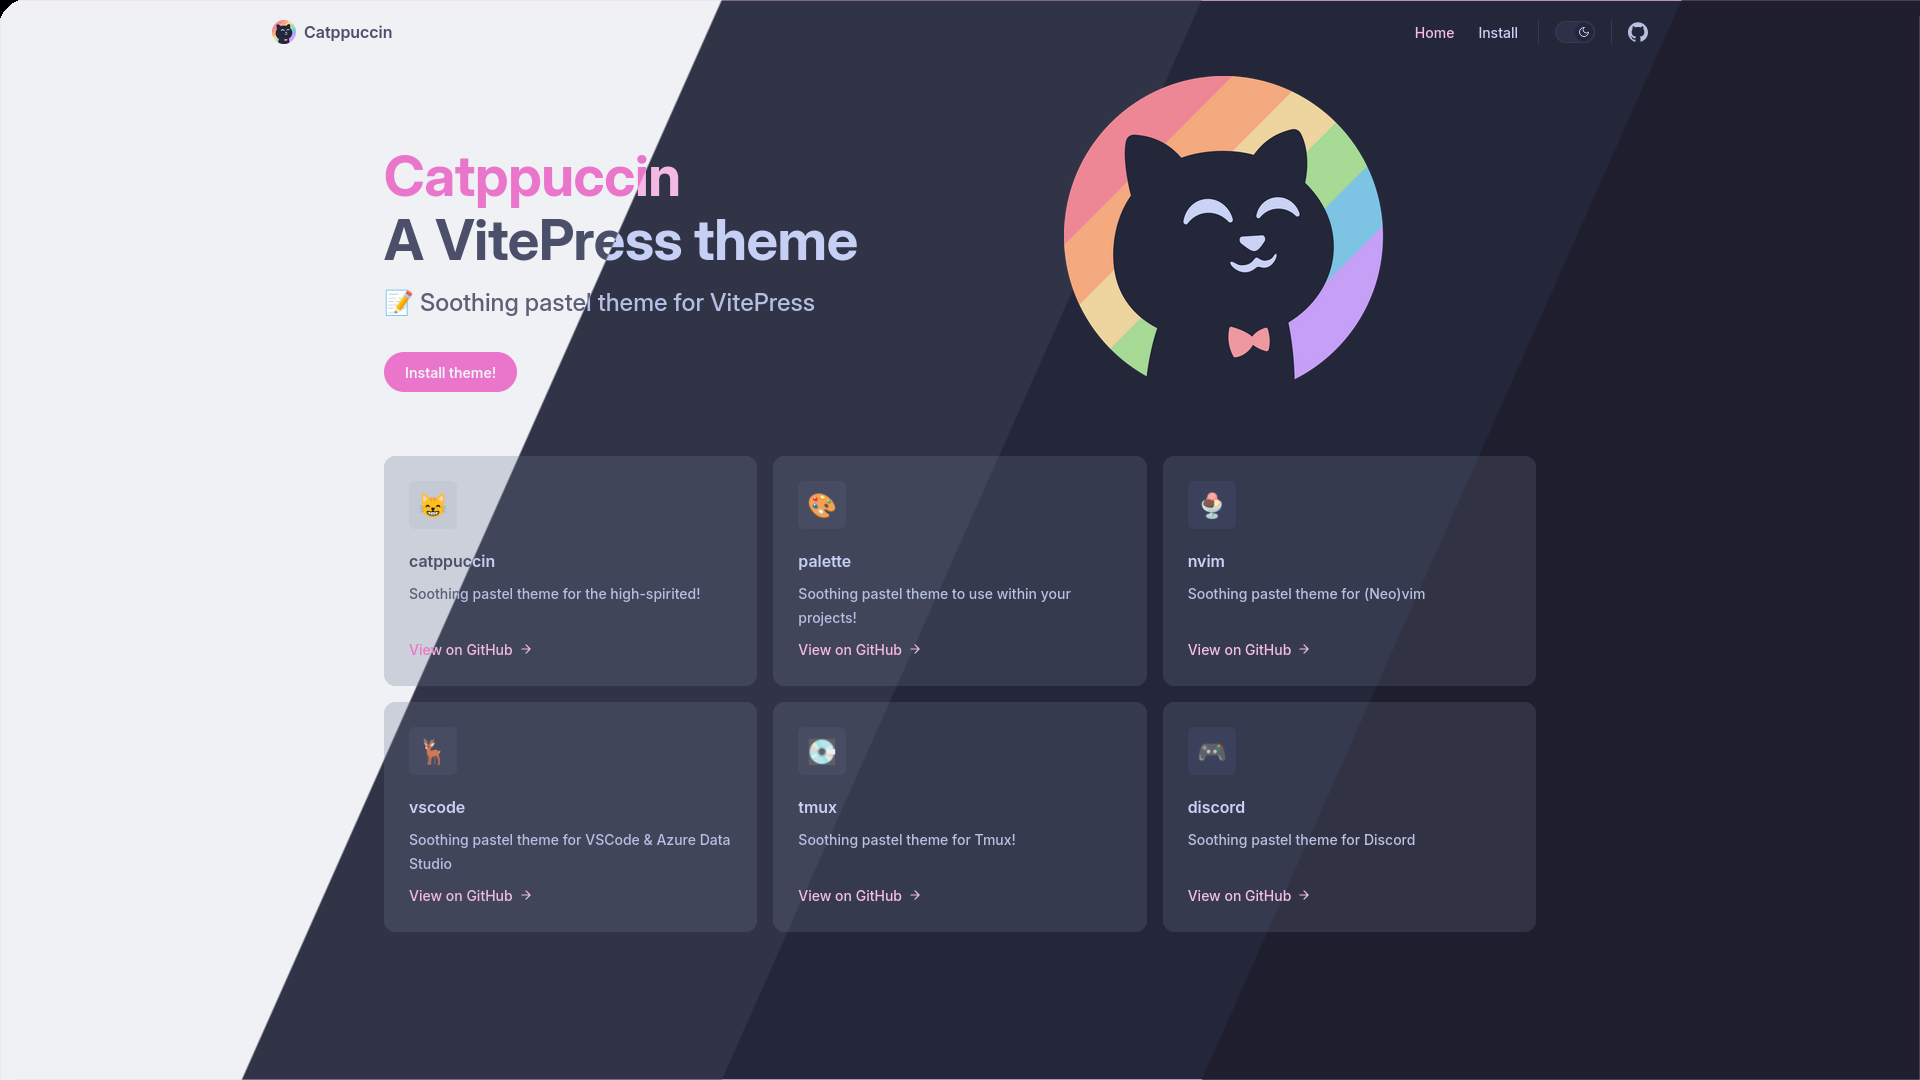 Catppuccin
Home
Install
Catppuccin
A VitePress theme
📝 Soothing pastel theme for VitePress
Install theme!
catppuccin
Soothing pastel theme for the high-spirited!
View on GitHub →
palette
Soothing pastel theme to use within your
projects!
View on GitHub →
nvim
Soothing pastel theme for (Neo)vim
View on GitHub →
vscode
Soothing pastel theme for VSCode & Azure Data
Studio
View on GitHub →
tmux
Soothing pastel theme for Tmux!
View on GitHub →
discord
Soothing pastel theme for Discord
View on GitHub →